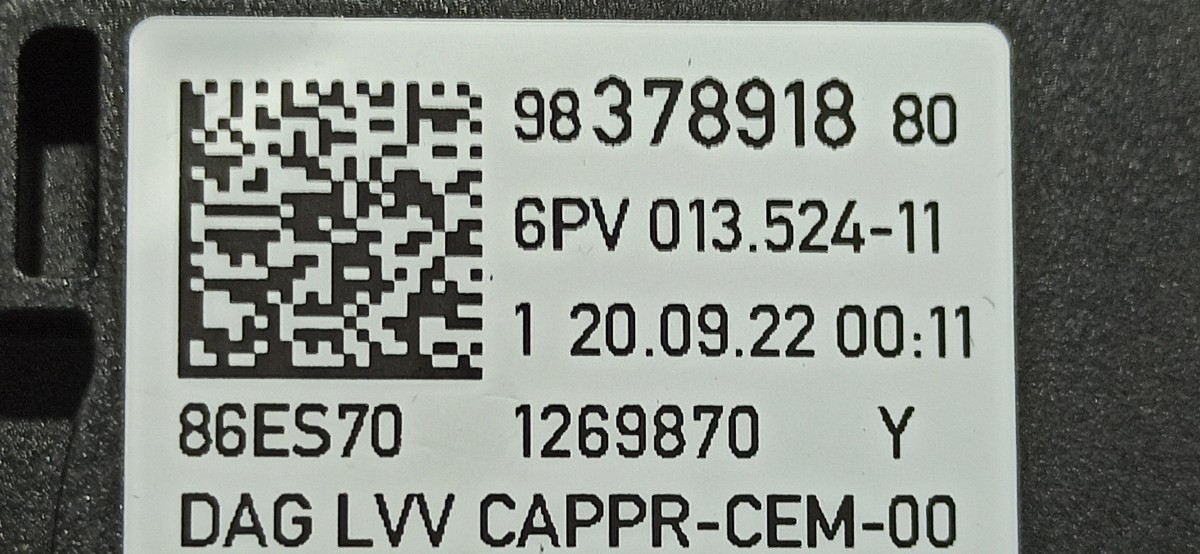 98 378918 80
6PV 013.524-11
1 20.09.22 00:11
86ES70 1269870 Y
DAG LVV CAPPR-CEM-00